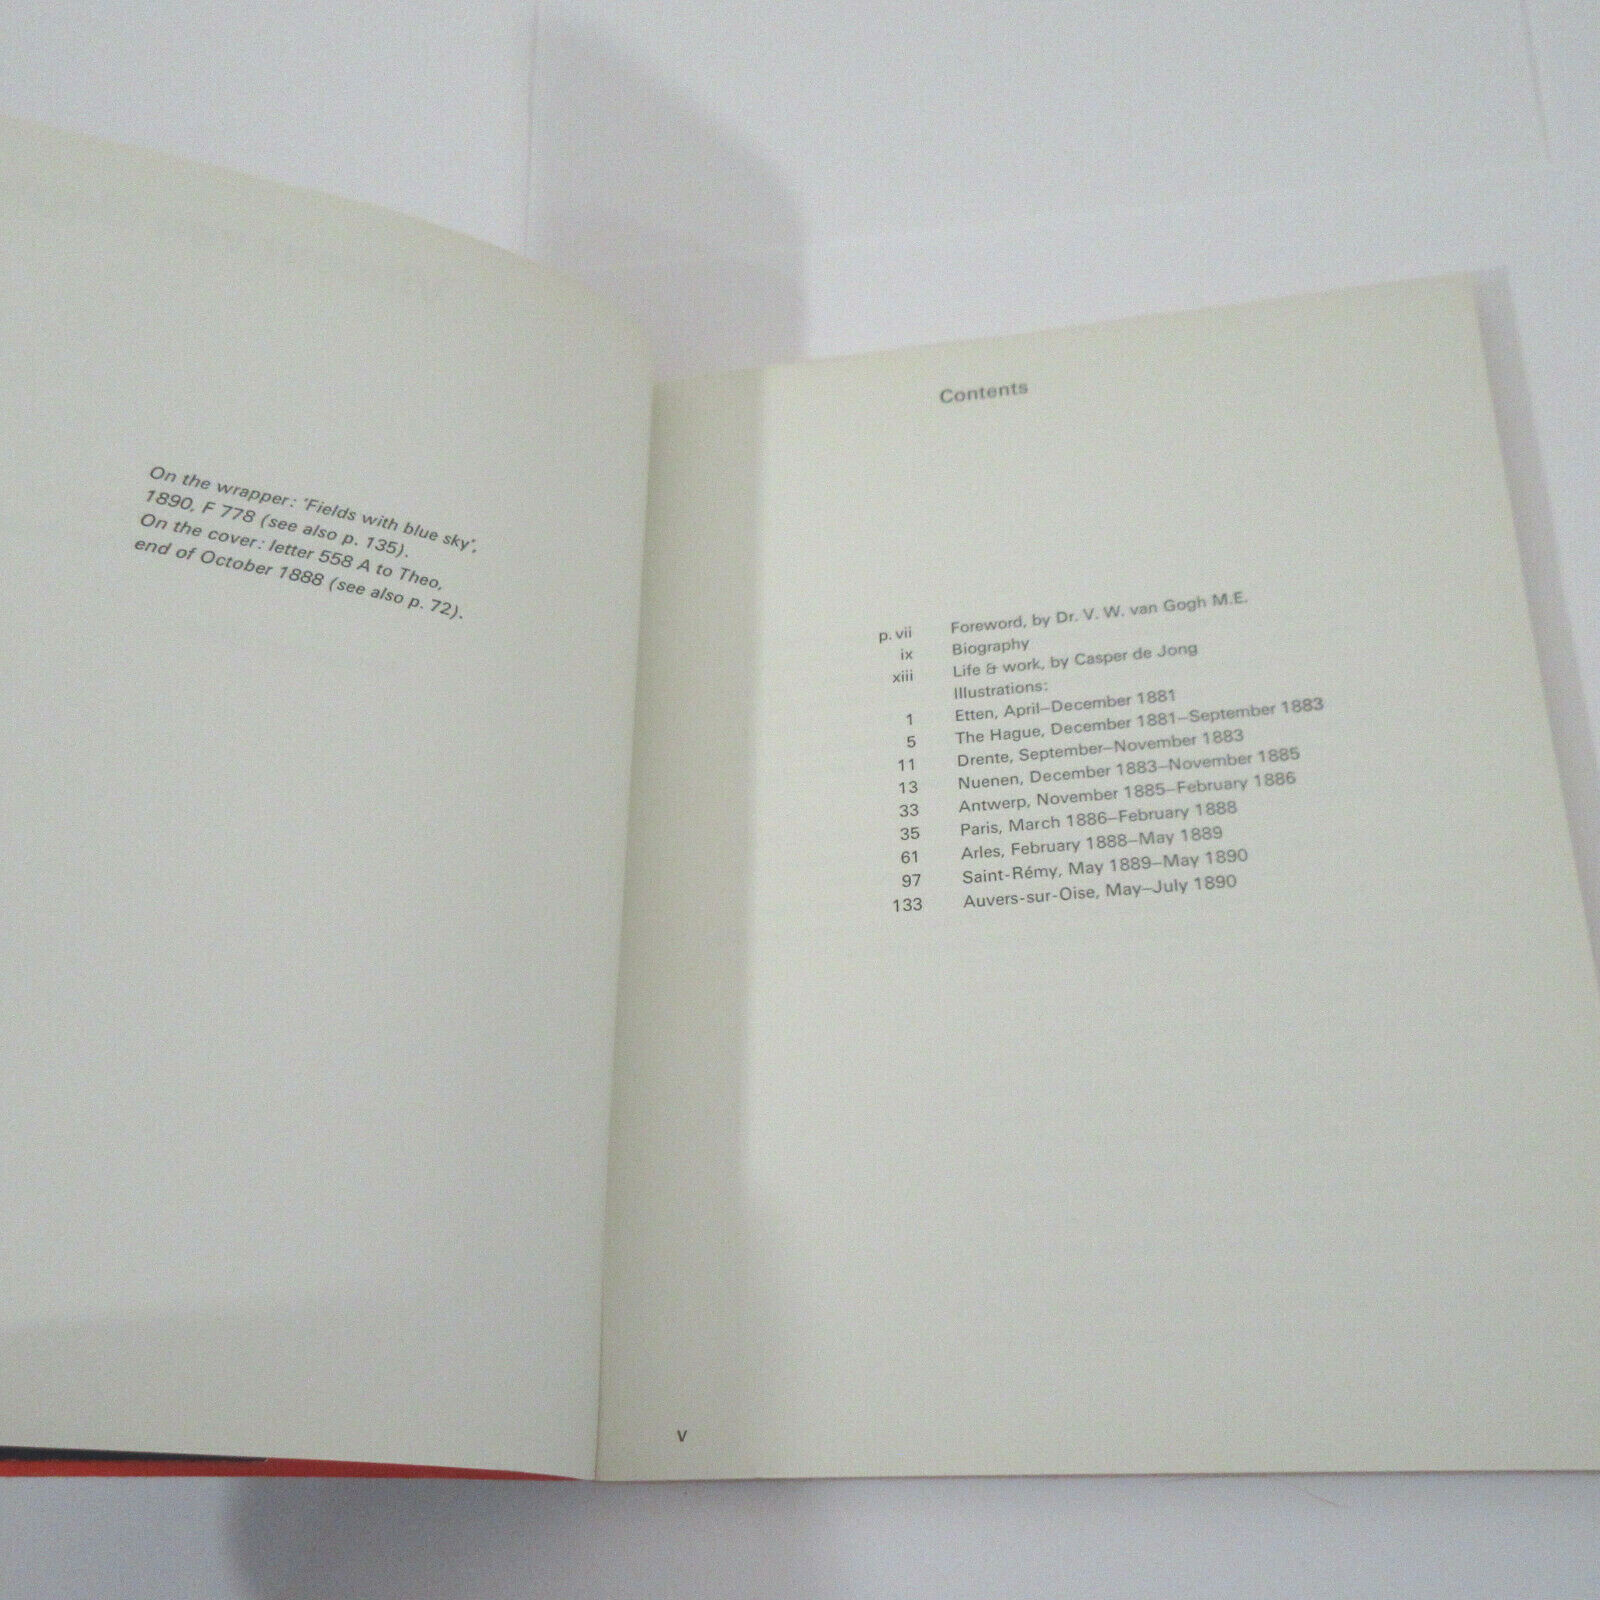 On the wrapper: 'Fields with blue sky',
1890, F 778 (see also p. 135).
On the cover: letter 558 A to Theo,
end of October 1888 (see also p. 72).
Contents
p. vii Foreword, by Dr. V. W. van Gogh M.E.
ix Biography
xiii Life & work, by Casper de Jong
Illustrations:
1 Etten, April–December 1881
5 The Hague, December 1881–September 1883
11 Drente, September–November 1883
13 Nuenen, December 1883–November 1885
33 Antwerp, November 1885–February 1886
35 Paris, March 1886–February 1888
61 Arles, February 1888–May 1889
97 Saint-Rémy, May 1889–May 1890
133 Auvers-sur-Oise, May–July 1890
v